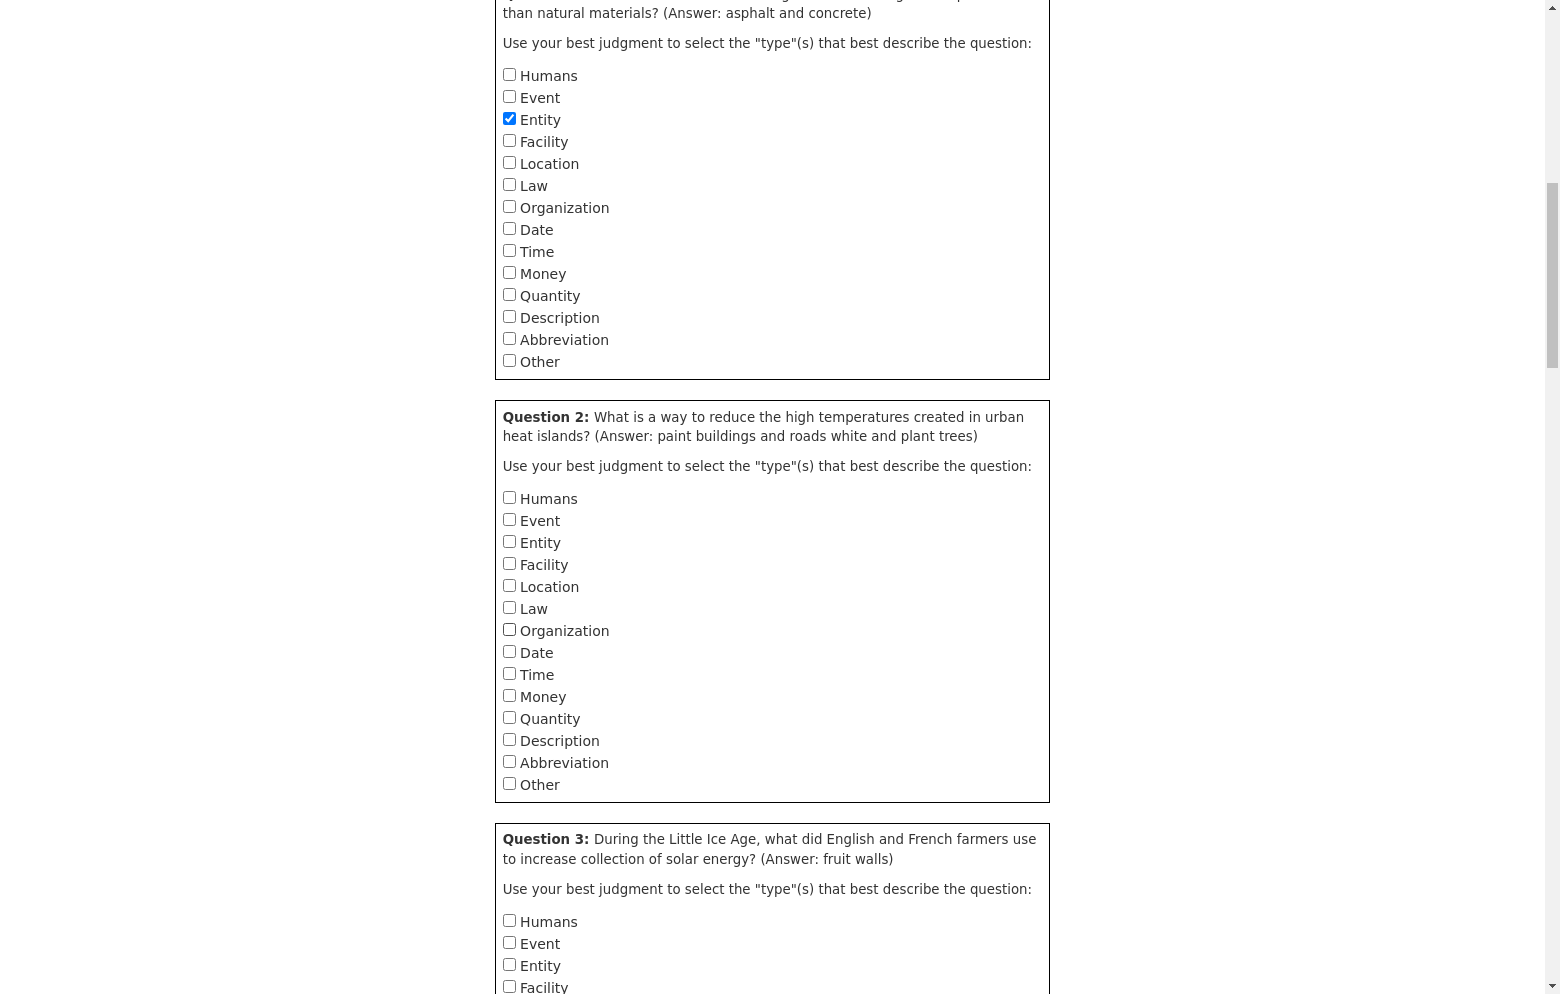 than natural materials? (Answer: asphalt and concrete)
Use your best judgment to select the "type"(s) that best describe the question:
Humans
Event
Entity
Facility
Location
Law
Organization
Date
Time
Money
Quantity
Description
Abbreviation
Other
Question 2: What is a way to reduce the high temperatures created in urban
heat islands? (Answer: paint buildings and roads white and plant trees)
Use your best judgment to select the "type"(s) that best describe the question:
Humans
Event
Entity
Facility
Location
Law
Organization
Date
Time
Money
Quantity
Description
Abbreviation
Other
Question 3: During the Little Ice Age, what did English and French farmers use
to increase collection of solar energy? (Answer: fruit walls)
Use your best judgment to select the "type"(s) that best describe the question:
Humans
Event
Entity
Facility